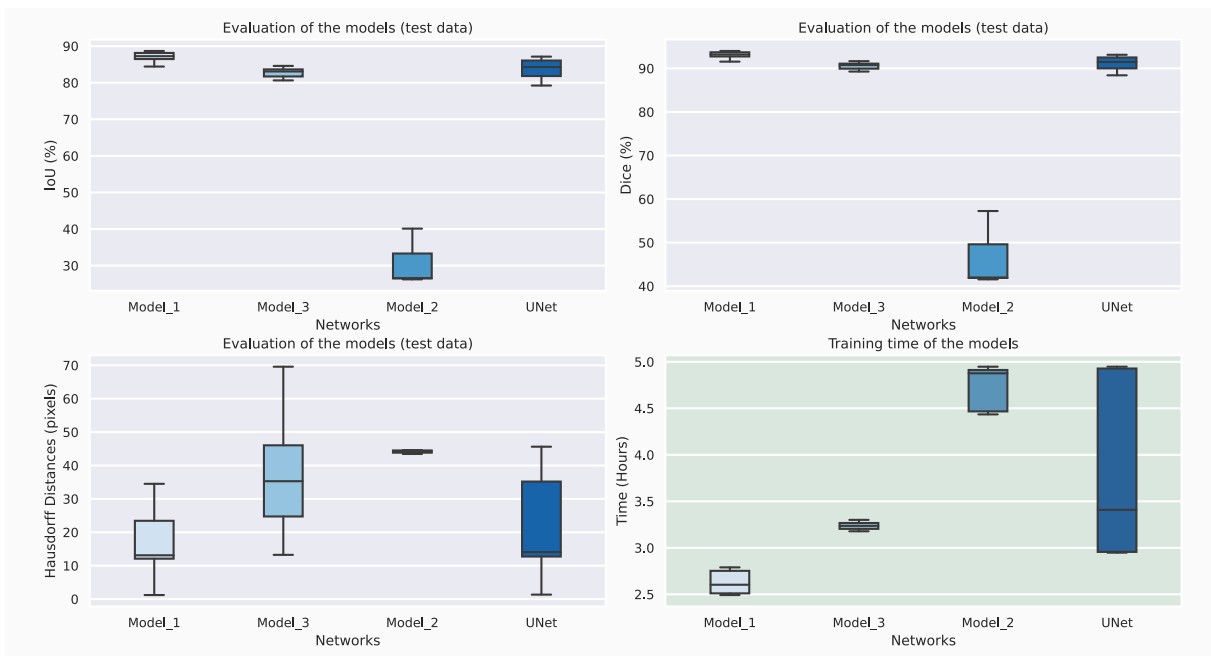 Evaluation of the models (test data)
90
80
70
60
50
40
30
IoU (%)
Model_1 Model_3 Model_2 UNet
Networks
Evaluation of the models (test data)
90
80
70
60
50
40
Dice (%)
Model_1 Model_3 Model_2 UNet
Networks
Evaluation of the models (test data)
70
60
50
40
30
20
10
0
Hausdorff Distances (pixels)
Model_1 Model_3 Model_2 UNet
Networks
Training time of the models
5.0
4.5
4.0
3.5
3.0
2.5
Time (Hours)
Model_1 Model_3 Model_2 UNet
Networks